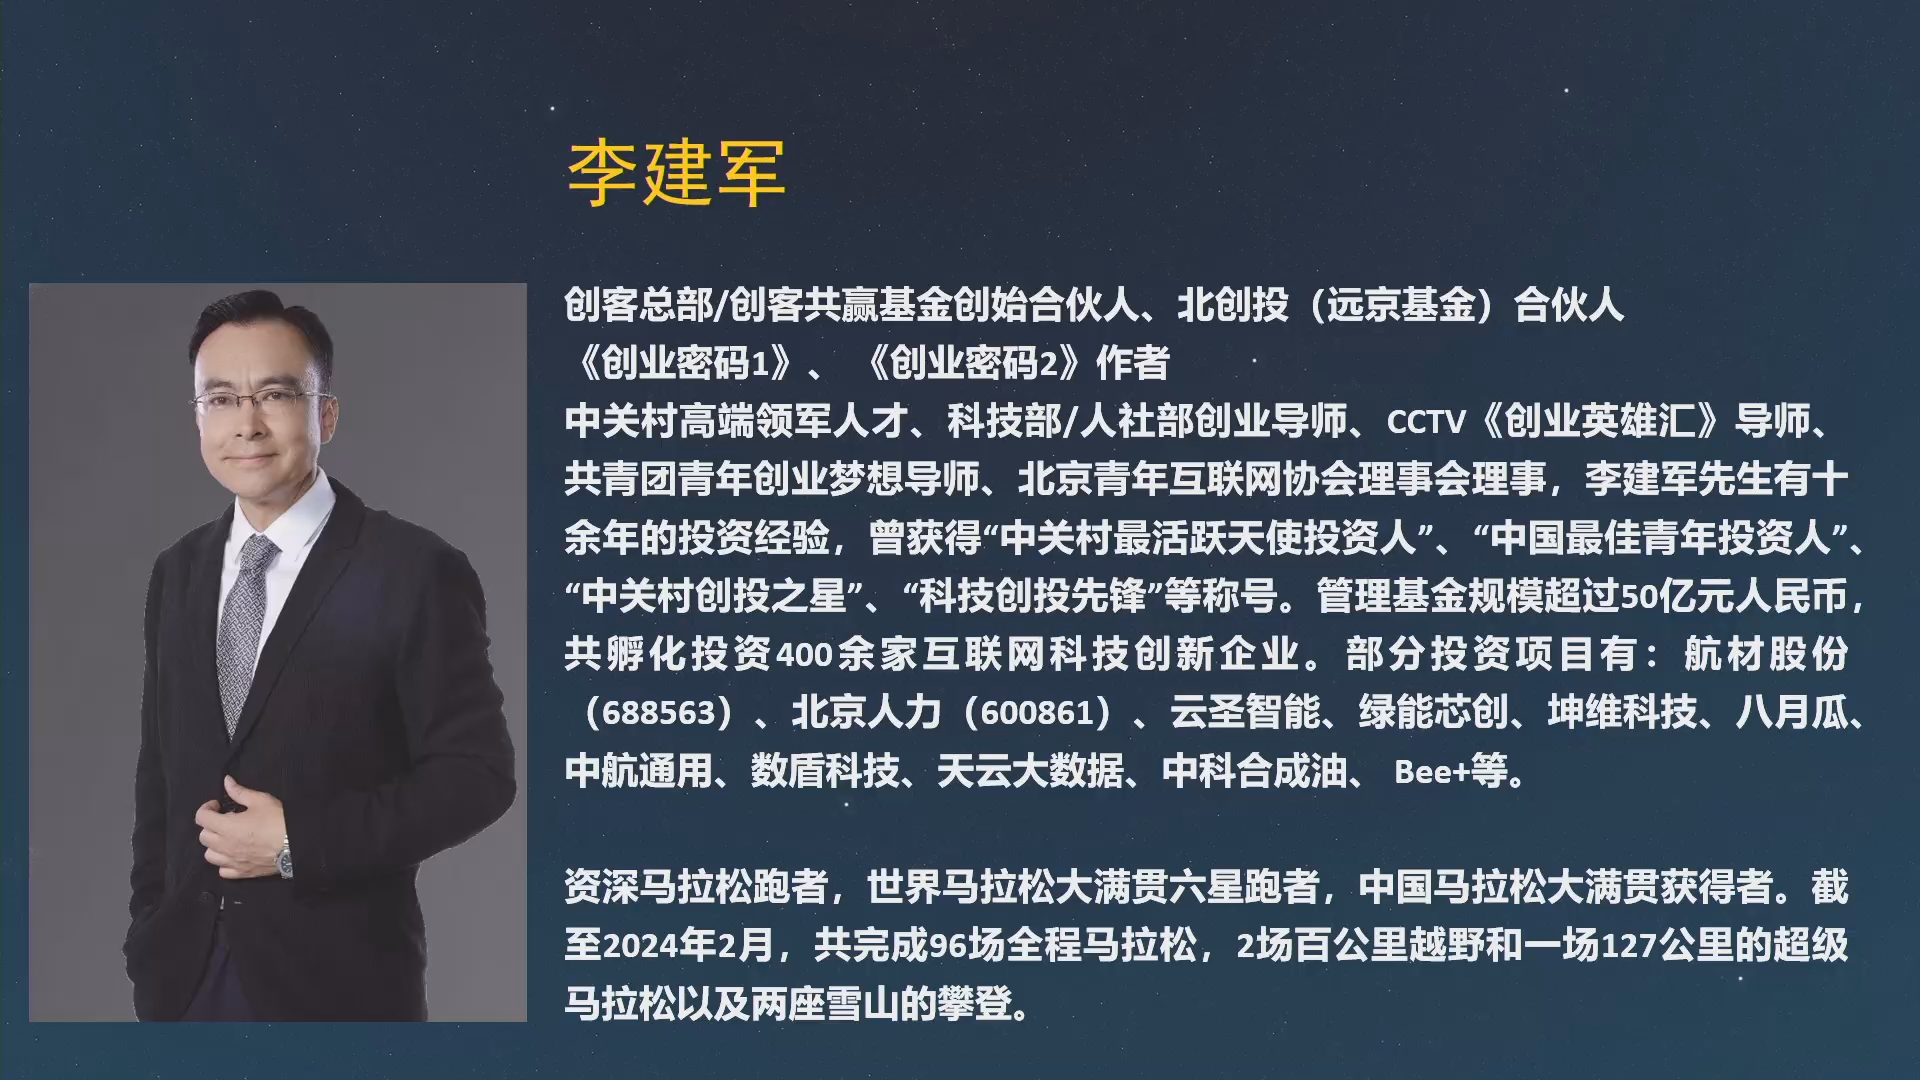 李建军
创客总部/创客共赢基金创始合伙人、北创投（远京基金）合伙人
《创业密码1》、 《创业密码2》作者
中关村高端领军人才、科技部/人社部创业导师、CCTV《创业英雄汇》导师、
共青团青年创业梦想导师、北京青年互联网协会理事会理事，李建军先生有十
余年的投资经验，曾获得“中关村最活跃天使投资人”、“中国最佳青年投资人”、
“中关村创投之星”、“科技创投先锋”等称号。管理基金规模超过50亿元人民币，
共孵化投资400余家互联网科技创新企业。部分投资项目有：航材股份
（688563）、北京人力（600861）、云圣智能、绿能芯创、坤维科技、八月瓜、
中航通用、数盾科技、天云大数据、中科合成油、 Bee+等。
资深马拉松跑者，世界马拉松大满贯六星跑者，中国马拉松大满贯获得者。截
至2024年2月，共完成96场全程马拉松，2场百公里越野和一场127公里的超级
马拉松以及两座雪山的攀登。